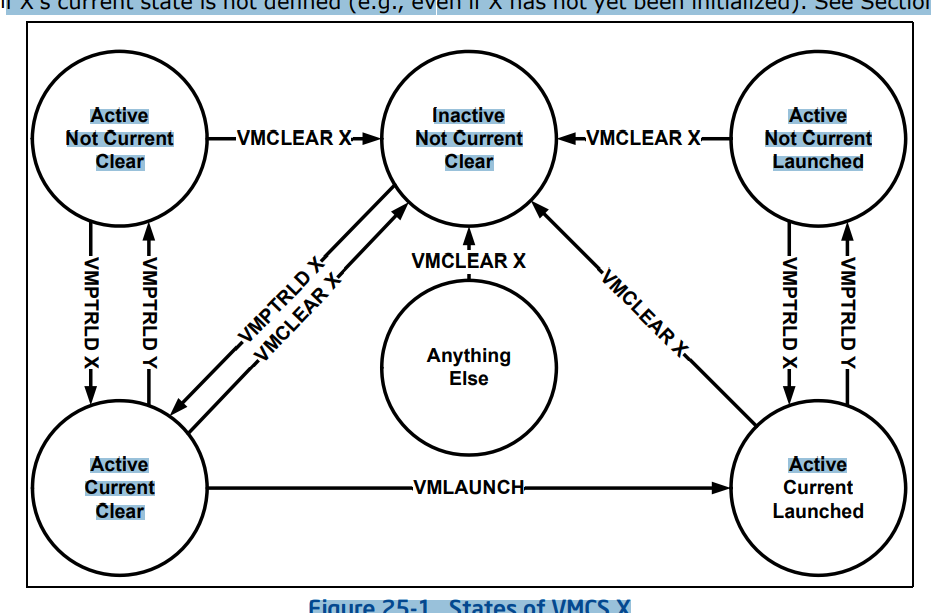 if X's current state is not defined (e.g., even if X has not yet been initialized). See Section
Active
Not Current
Clear
VMCLEAR X
Inactive
Not Current
Clear
VMCLEAR X
Active
Not Current
Launched
VMPTRLD X
VMPTRLD Y
VMPTRLD X
VMCLEAR X
VMCLEAR X
Anything
Else
VMCLEAR X
VMPTRLD X
VMPTRLD Y
Active
Current
Clear
VMLAUNCH
Active
Current
Launched
Figure 25-1. States of VMCS X